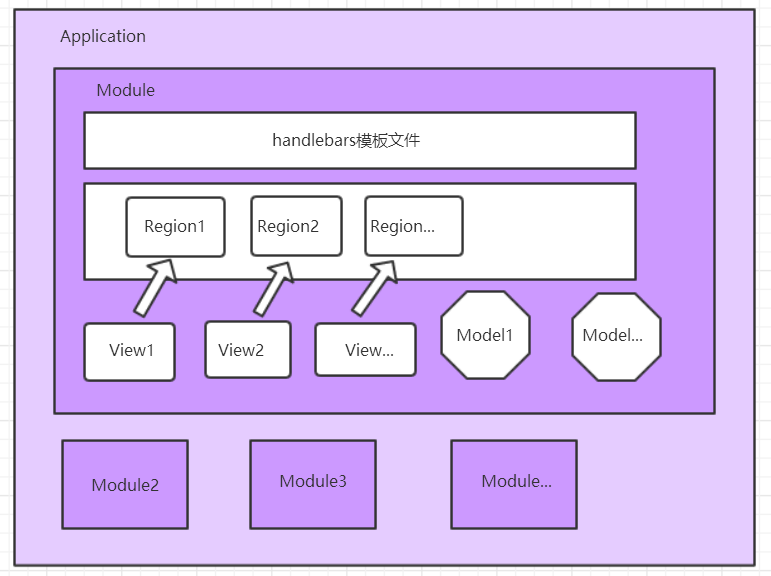 Application
Module
handlebars模板文件
Region1
Region2
Region...
View1
View2
View...
Model1
Model...
Module2
Module3
Module...